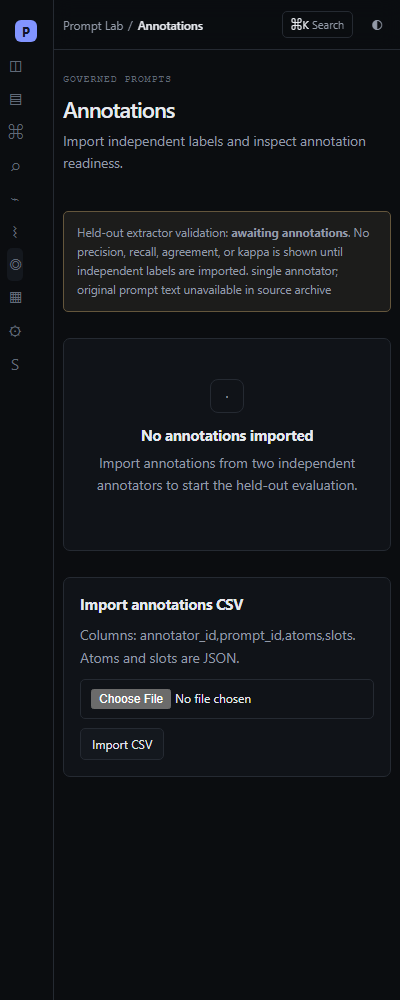 P
Prompt Lab / Annotations
⌘K Search
GOVERNED PROMPTS
Annotations
Import independent labels and inspect annotation
readiness.
Held-out extractor validation: awaiting annotations. No
precision, recall, agreement, or kappa is shown until
independent labels are imported. single annotator;
original prompt text unavailable in source archive
No annotations imported
Import annotations from two independent
annotators to start the held-out evaluation.
Import annotations CSV
Columns: annotator_id,prompt_id,atoms,slots.
Atoms and slots are JSON.
Choose File No file chosen
Import CSV
S